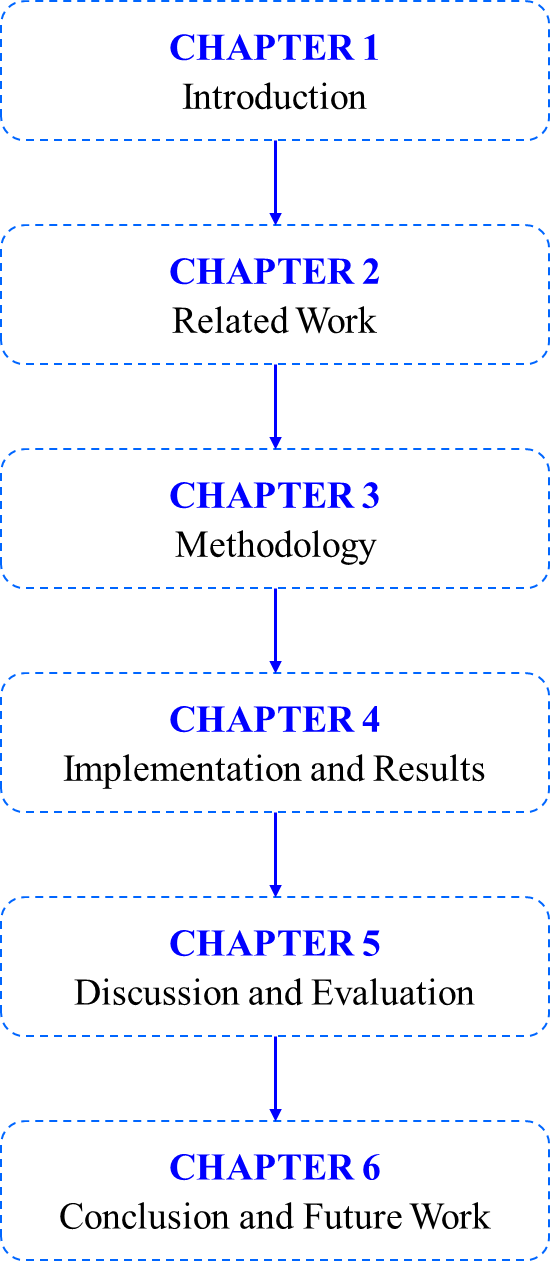 CHAPTER 1
Introduction
CHAPTER 2
Related Work
CHAPTER 3
Methodology
CHAPTER 4
Implementation and Results
CHAPTER 5
Discussion and Evaluation
CHAPTER 6
Conclusion and Future Work